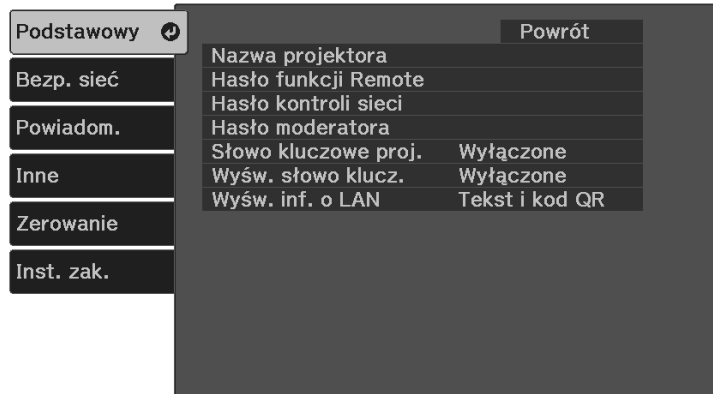 Podstawowy
Bezp. sieć
Powiadom.
Inne
Zerowanie
Inst. zak.
Powrót
Nazwa projektora
Hasło funkcji Remote
Hasło kontroli sieci
Hasło moderatora
Słowo kluczowe proj. Wyłączone
Wyśw. słowo klucz. Wyłączone
Wyśw. inf. o LAN Tekst i kod QR